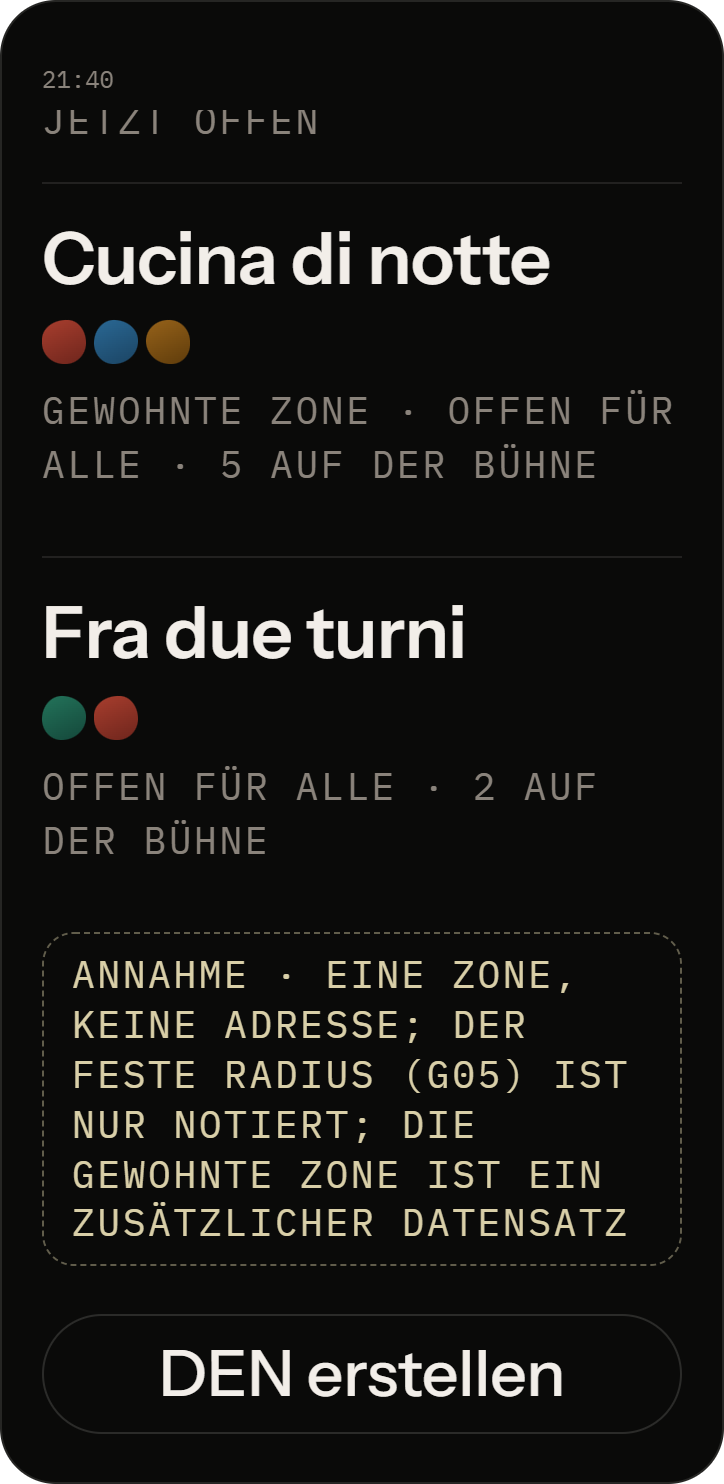 21:40
JETZT OFFEN
Cucina di notte
GEWOHNTE ZONE · OFFEN FÜR
ALLE · 5 AUF DER BÜHNE
Fra due turni
OFFEN FÜR ALLE · 2 AUF
DER BÜHNE
ANNAHME · EINE ZONE,
KEINE ADRESSE; DER
FESTE RADIUS (G05) IST
NUR NOTIERT; DIE
GEWOHNTE ZONE IST EIN
ZUSÄTZLICHER DATENSATZ
DEN erstellen